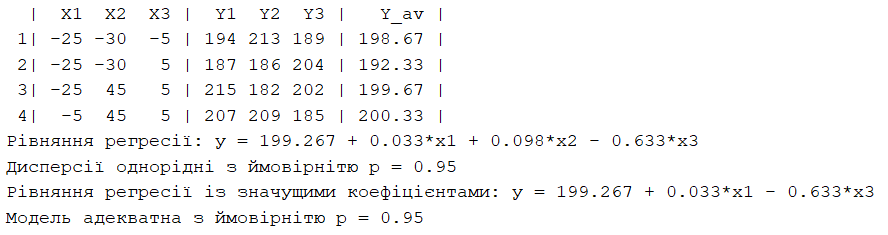 | X1 X2 X3 | Y1 Y2 Y3 | Y_av |
1| -25 -30 -5 | 194 213 189 | 198.67 |
2| -25 -30 5 | 187 186 204 | 192.33 |
3| -25 45 5 | 215 182 202 | 199.67 |
4| -5 45 5 | 207 209 185 | 200.33 |
Рівняння регресії: y = 199.267 + 0.033*x1 + 0.098*x2 - 0.633*x3
Дисперсії однорідні з ймовірнітю p = 0.95
Рівняння регресії із значущими коефіцієнтами: y = 199.267 + 0.033*x1 - 0.633*x3
Модель адекватна з ймовірнітю p = 0.95